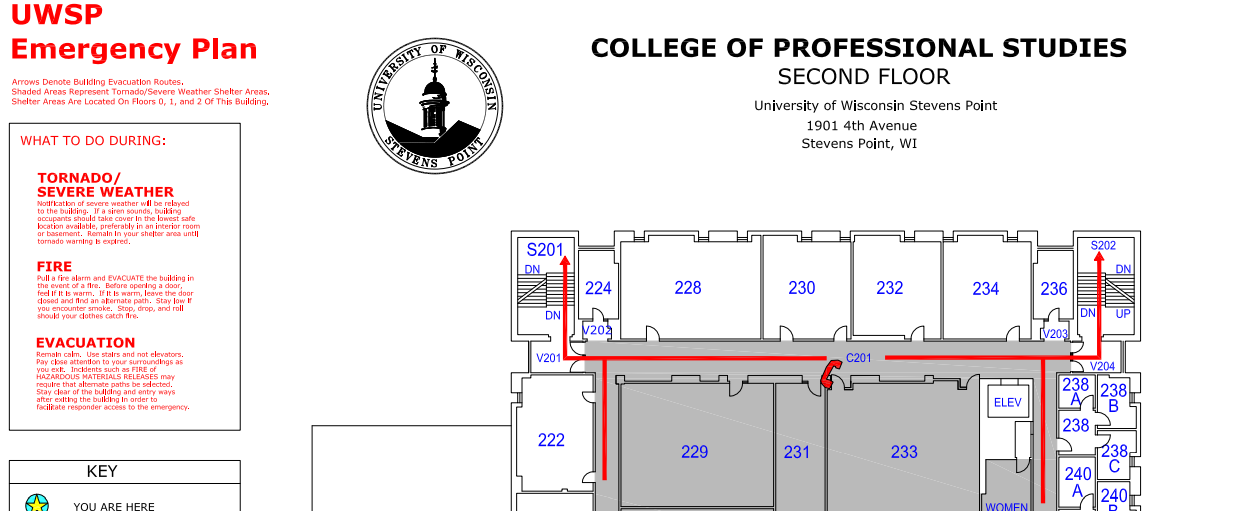 UWSP
Emergency Plan
Arrows Denote Building Evacuation Routes.
Shaded Areas Represent Tornado/Severe Weather Shelter Areas.
Shelter Areas Are Located On Floors 0, 1, and 2 Of This Building.
WHAT TO DO DURING:
TORNADO/
SEVERE WEATHER
Notification of severe weather will be relayed
to the building. If a siren sounds, building
occupants should take cover in the lowest safe
location available, preferably in an interior room
or basement. Remain in your shelter area until
tornado warning is expired.
FIRE
Pull a fire alarm and EVACUATE the building in
the event of a fire. Before opening a door,
feel if it is warm. If it is warm, leave the door
closed and find an alternate path. Stay low if
you encounter smoke. Stop, drop, and roll
should your clothes catch fire.
EVACUATION
Remain calm. Use stairs and not elevators.
Pay close attention to your surroundings as
you exit. Incidents such as FIRE of
HAZARDOUS MATERIALS RELEASES may
require that alternate paths be selected.
Stay clear of the building and entry ways
after exiting the building in order to
facilitate responder access to the emergency.
KEY
YOU ARE HERE
UNIVERSITY OF WISCONSIN
STEVENS POINT
COLLEGE OF PROFESSIONAL STUDIES
SECOND FLOOR
University of Wisconsin Stevens Point
1901 4th Avenue
Stevens Point, WI
S201
S202
DN
DN
224
228
230
232
234
236
DN
DN
UP
V202
V203
V201
C201
V204
238
A
238
B
ELEV
238
222
229
231
233
238
C
240
A
240
B
WOMEN